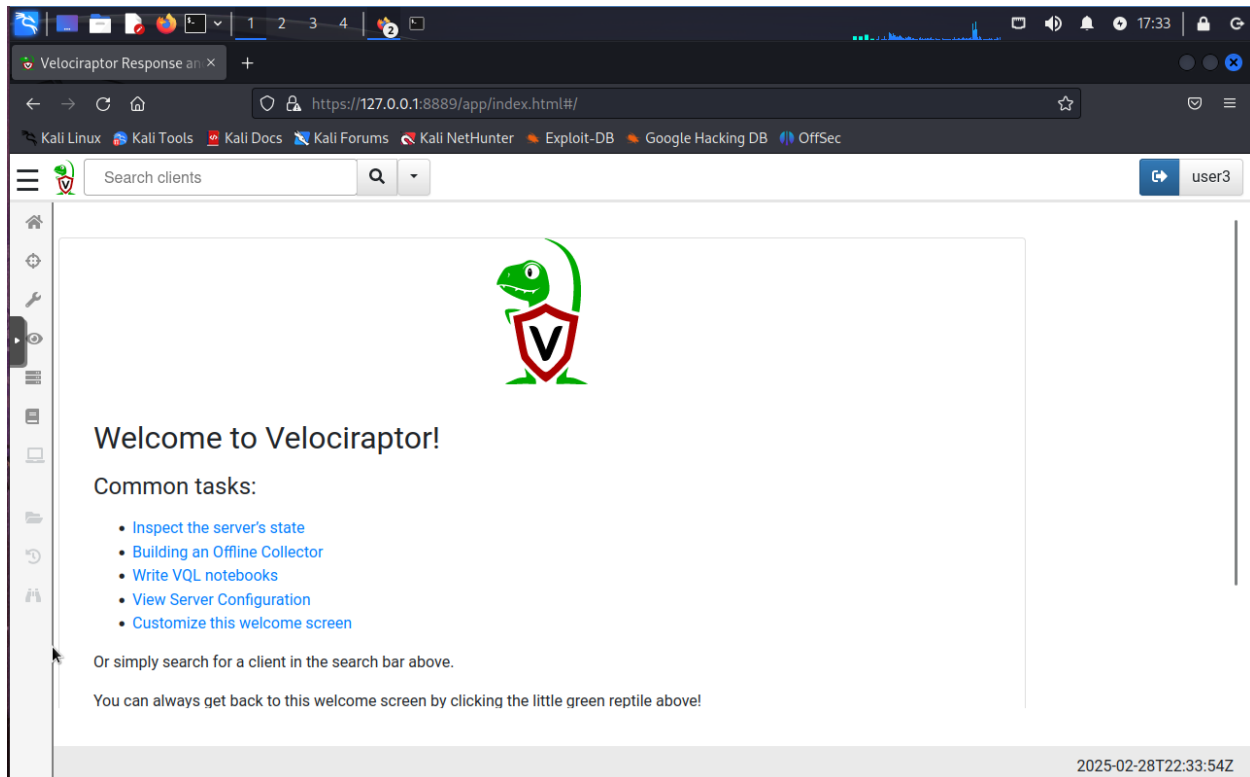 1 2 3 4 2 17:33
Velociraptor Response an
https://127.0.0.1:8889/app/index.html#/
Kali Linux Kali Tools Kali Docs Kali Forums Kali NetHunter Exploit-DB Google Hacking DB OffSec
Search clients user3
V
Welcome to Velociraptor!
Common tasks:
• Inspect the server's state
• Building an Offline Collector
• Write VQL notebooks
• View Server Configuration
• Customize this welcome screen
Or simply search for a client in the search bar above.
You can always get back to this welcome screen by clicking the little green reptile above!
2025-02-28T22:33:54Z